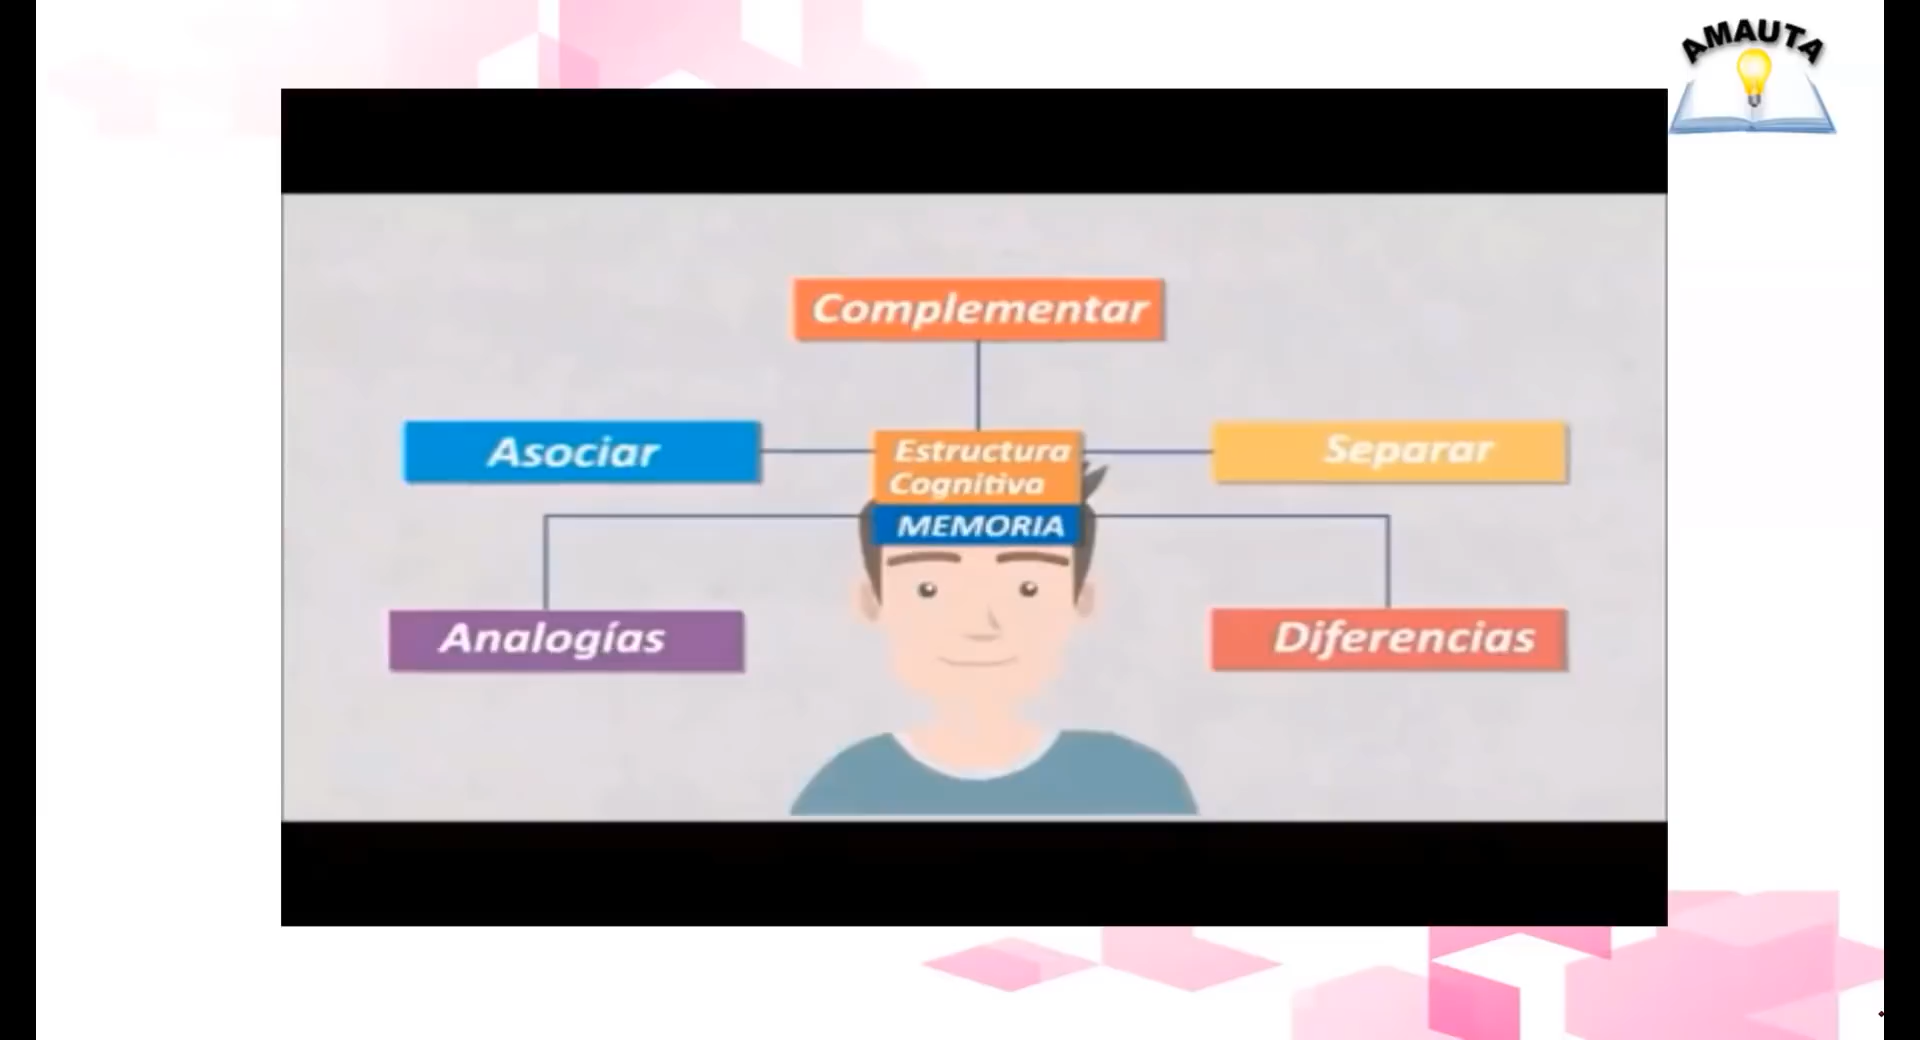 AMAUTA
Complementar
Asociar
Estructura
Cognitiva
Separar
MEMORIA
Analogías
Diferencias